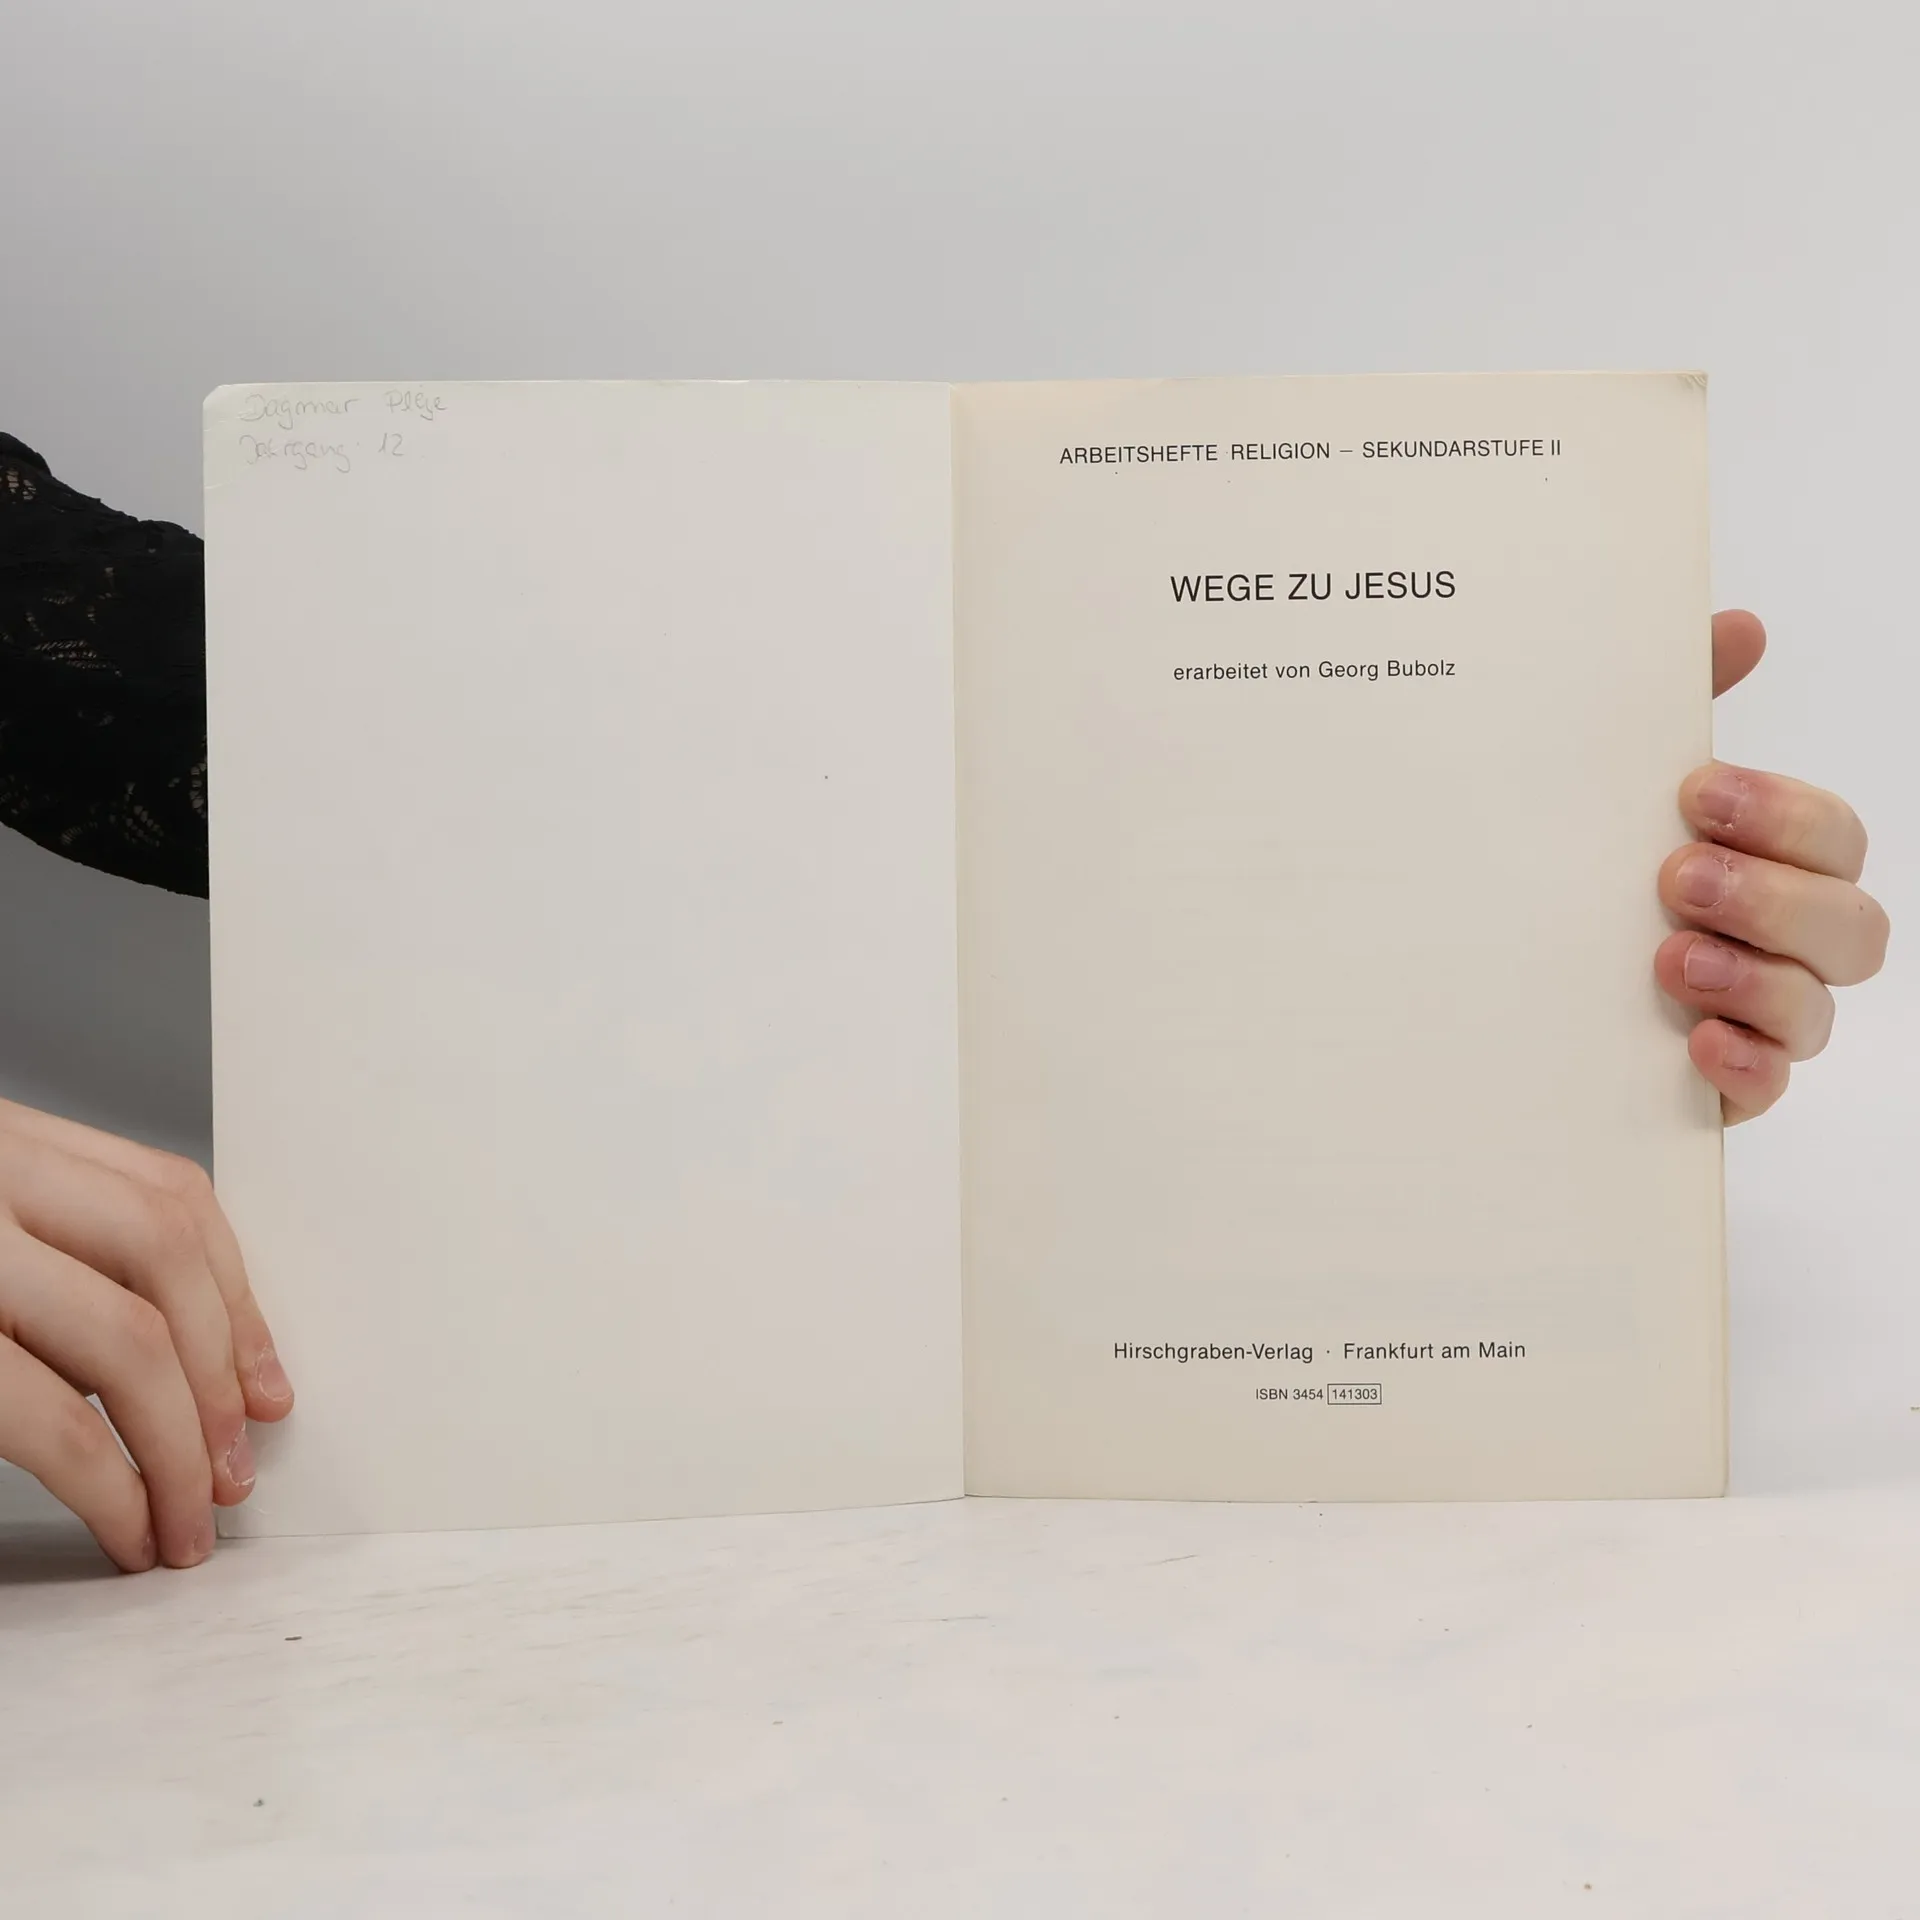 Dagmar
Jahrgang 12
ARBEITSHEFTE RELIGION – SEKUNDARSTUFE II
WEGE ZU JESUS
erarbeitet von Georg Bubolz
Hirschgraben-Verlag · Frankfurt am Main
ISBN 3454 141303